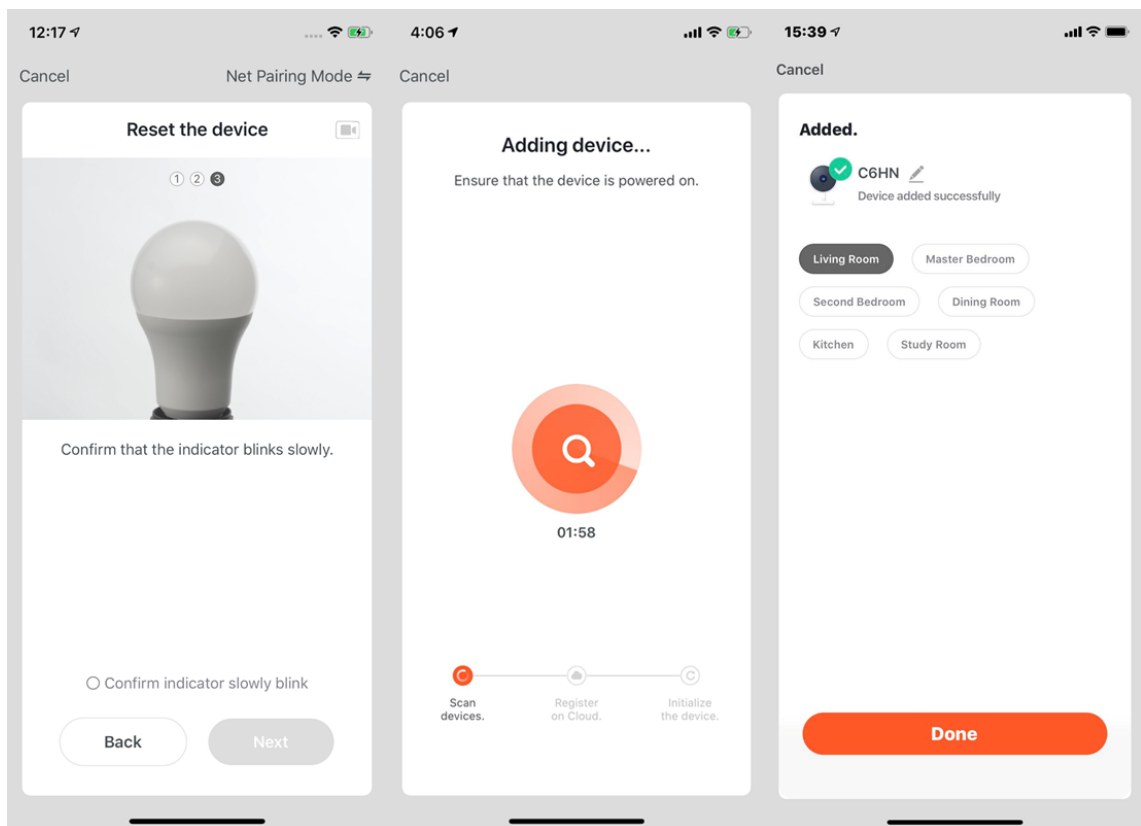 12:17
Cancel
Net Pairing Mode
Reset the device
1 2 3
Confirm that the indicator blinks slowly.
Confirm indicator slowly blink
Back
Next
4:06
Cancel
Adding device...
Ensure that the device is powered on.
01:58
Scan
devices.
Register
on Cloud.
Initialize
the device.
15:39
Cancel
Added.
C6HN
Device added successfully
Living Room
Master Bedroom
Second Bedroom
Dining Room
Kitchen
Study Room
Done